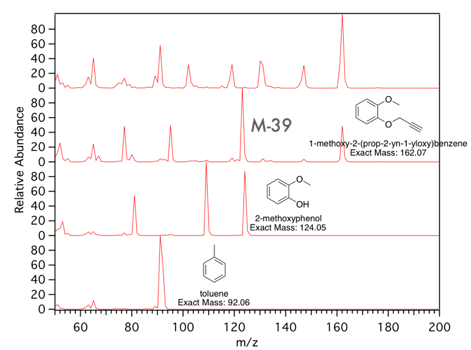 80
60
40
20
0
80
60
40
20
0
80
60
40
20
0
80
60
40
20
0
Relative Abundance
M-39
O
O
1-methoxy-2-(prop-2-yn-1-yloxy)benzene
Exact Mass: 162.07
O
OH
2-methoxyphenol
Exact Mass: 124.05
toluene
Exact Mass: 92.06
60 80 100 120 140 160 180 200
m/z